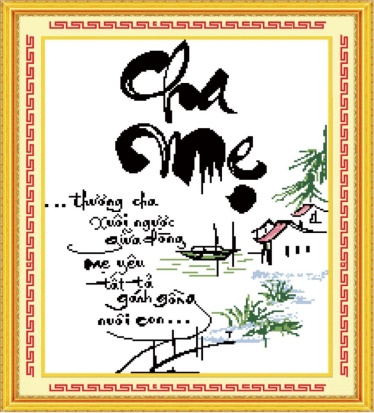 Cha
Mẹ
... thương cha
xuôi ngược
giữa dòng
mẹ yêu
tất tả
gánh gồng
nuôi con...